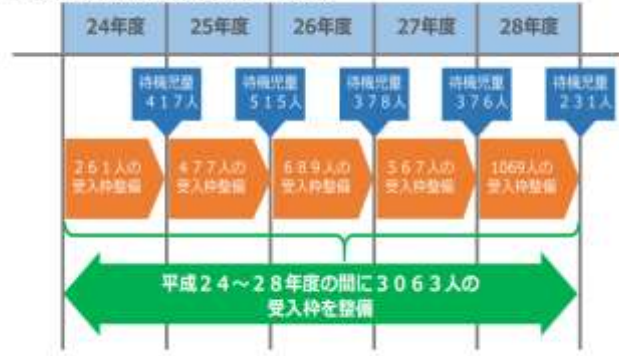 24年度
25年度
26年度
27年度
28年度
待機児童
417人
待機児童
515人
待機児童
378人
待機児童
376人
待機児童
231人
261人の
受入枠整備
477人の
受入枠整備
689人の
受入枠整備
567人の
受入枠整備
1069人の
受入枠整備
平成24~28年度の間に3063人の
受入枠を整備